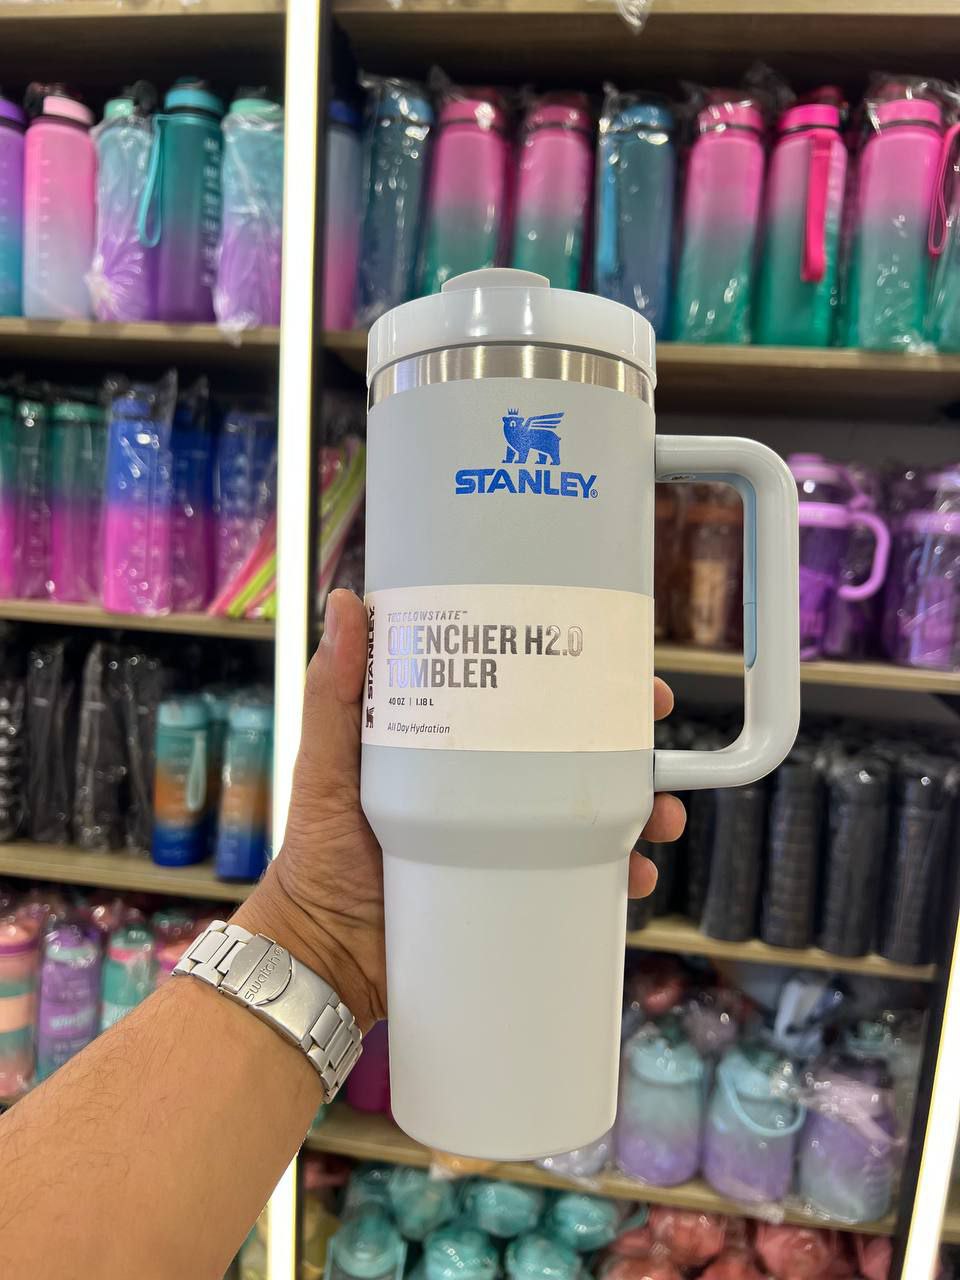 STANLEY®
THE FLOWSTATE™
QUENCHER H2.0
TUMBLER
40 OZ | 1.18 L
All Day Hydration
STANLEY
swatch